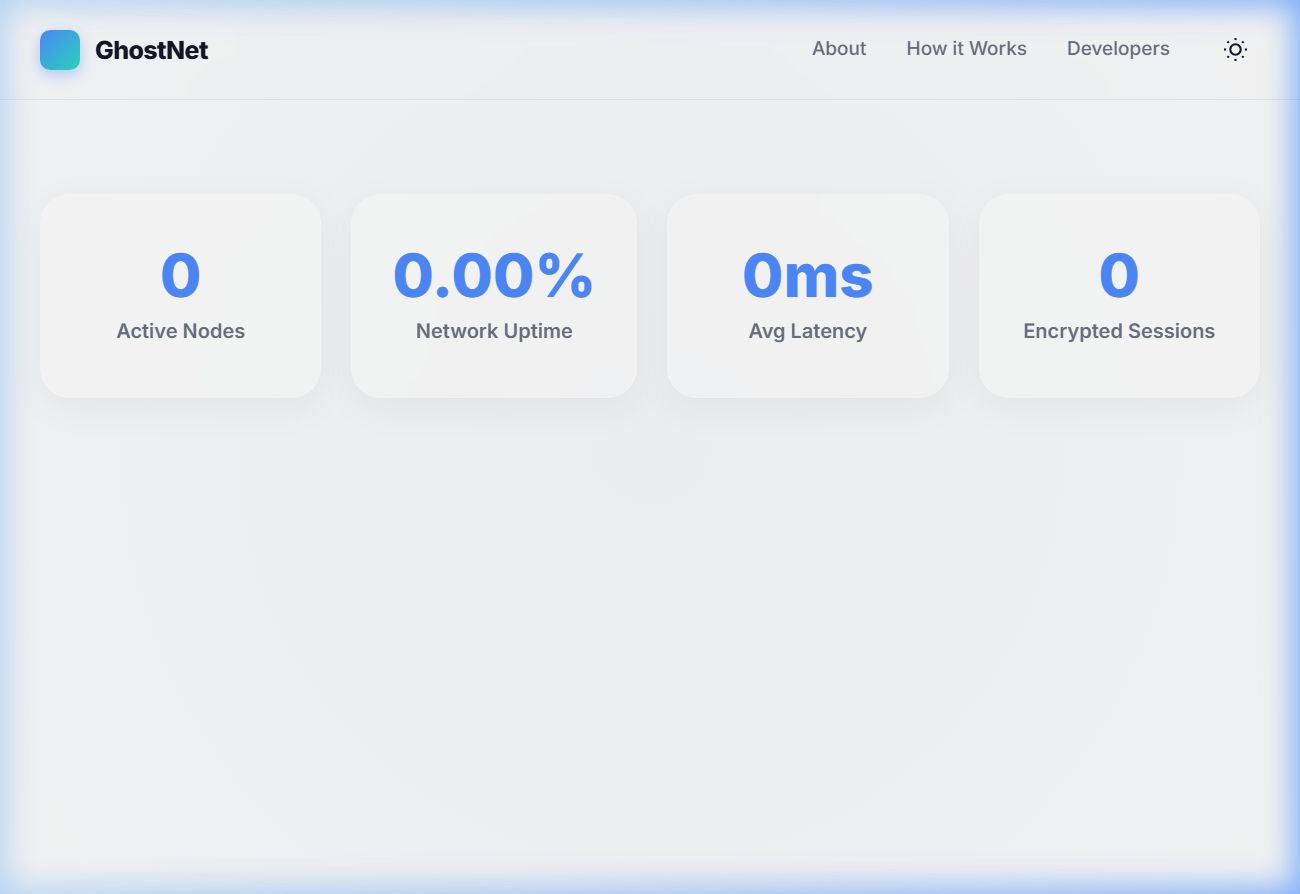 GhostNet
About
How it Works
Developers
0
Active Nodes
0.00%
Network Uptime
0ms
Avg Latency
0
Encrypted Sessions